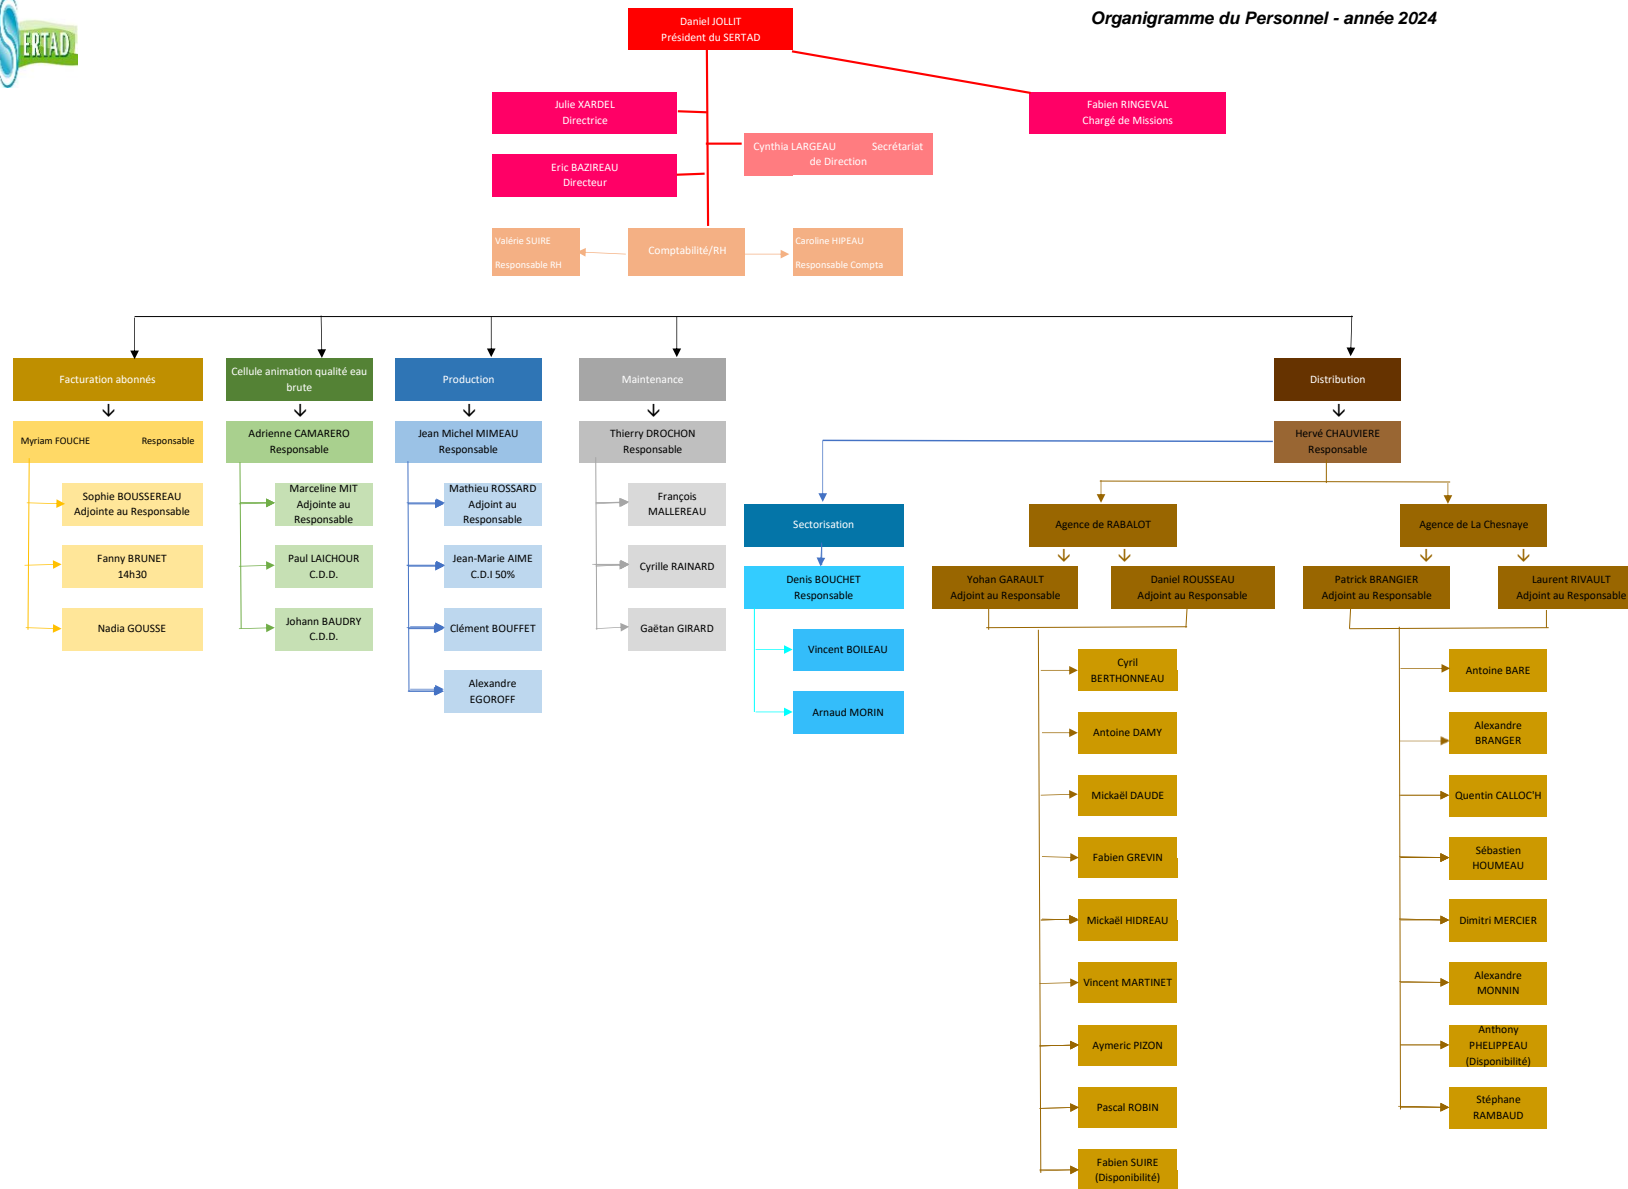 SERTAD
Organigramme du Personnel - année 2024
Daniel JOLLIT
Président du SERTAD
Julie XARDEL
Directrice
Fabien RINGEVAL
Chargé de Missions
Cynthia LARGEAU Secrétariat
de Direction
Eric BAZIREAU
Directeur
Valérie SUIRE
Responsable RH
Comptabilité/RH
Caroline HIPEAU
Responsable Compta
Facturation abonnés
Myriam FOUCHE Responsable
Sophie BOUSSEREAU
Adjointe au Responsable
Fanny BRUNET
14h30
Nadia GOUSSE
Cellule animation qualité eau
brute
Adrienne CAMARERO
Responsable
Marceline MIT
Adjointe au
Responsable
Paul LAICHOUR
C.D.D.
Johann BAUDRY
C.D.D.
Production
Jean Michel MIMEAU
Responsable
Mathieu ROSSARD
Adjoint au
Responsable
Jean-Marie AIME
C.D.I 50%
Clément BOUFFET
Alexandre
EGOROFF
Maintenance
Thierry DROCHON
Responsable
François
MALLEREAU
Cyrille RAINARD
Gaëtan GIRARD
Distribution
Hervé CHAUVIERE
Responsable
Sectorisation
Denis BOUCHET
Responsable
Vincent BOILEAU
Arnaud MORIN
Agence de RABALOT
Yohan GARAULT
Adjoint au Responsable
Daniel ROUSSEAU
Adjoint au Responsable
Cyril
BERTHONNEAU
Antoine DAMY
Mickaël DAUDE
Fabien GREVIN
Mickaël HIDREAU
Vincent MARTINET
Aymeric PIZON
Pascal ROBIN
Fabien SUIRE
(Disponibilité)
Agence de La Chesnaye
Patrick BRANGIER
Adjoint au Responsable
Laurent RIVAULT
Adjoint au Responsable
Antoine BARE
Alexandre
BRANGER
Quentin CALLOC'H
Sébastien
HOUMEAU
Dimitri MERCIER
Alexandre
MONNIN
Anthony
PHELIPPEAU
(Disponibilité)
Stéphane
RAMBAUD